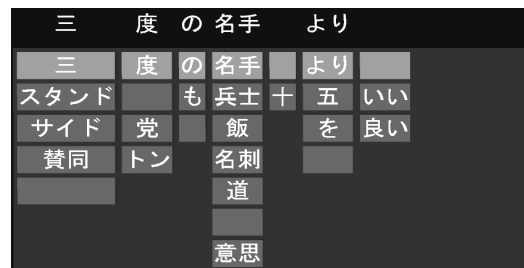 三 度 の 名手 より
三 度 の 名手 より
スタンド も 兵士 十 五 いい
サイド 党 飯 を 良い
賛同 トン 名刺
道
意思